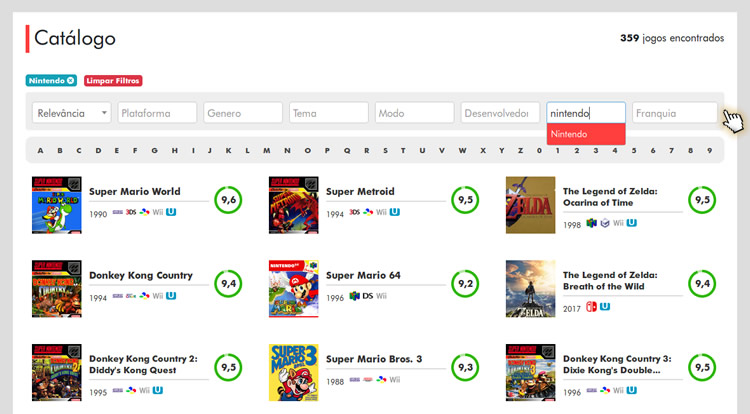 Catálogo
359 jogos encontrados
Nintendo
Limpar Filtros
Relevância
Plataforma
Genero
Tema
Modo
Desenvolvedor
nintendo
Franquia
Nintendo
A B C D E F G H I J K L M N O P Q R S T U V W X Y Z 0 1 2 3 4 5 6 7 8 9
Super Mario World
1990 3DS Wii U
9,6
Super Metroid
1994 3DS Wii U
9,5
The Legend of Zelda:
Ocarina of Time
1998 Wii U
9,5
ZELDA
Donkey Kong Country
1994 Wii U
9,4
Super Mario 64
1996 DS Wii
9,2
The Legend of Zelda:
Breath of the Wild
2017 U
9,4
ZELDA
Donkey Kong Country 2:
Diddy's Kong Quest
1995 Wii U
9,5
SUPER
MARIO
3
Super Mario Bros. 3
1988 Wii
9,3
Donkey Kong Country 3:
Dixie Kong's Double...
1996 Wii U
9,5